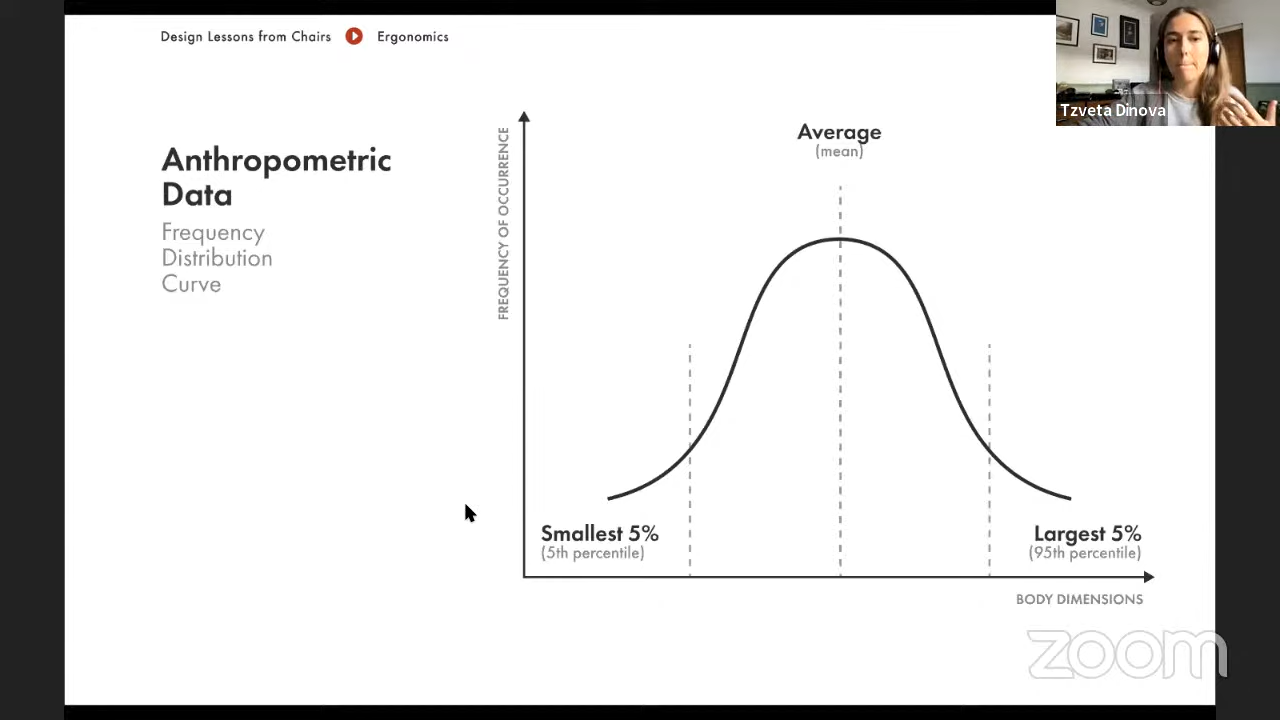 Design Lessons from Chairs Ergonomics
Tzveta Dinova
Anthropometric
Data
Frequency
Distribution
Curve
FREQUENCY OF OCCURRENCE
Average
(mean)
Smallest 5%
(5th percentile)
Largest 5%
(95th percentile)
BODY DIMENSIONS
zoom